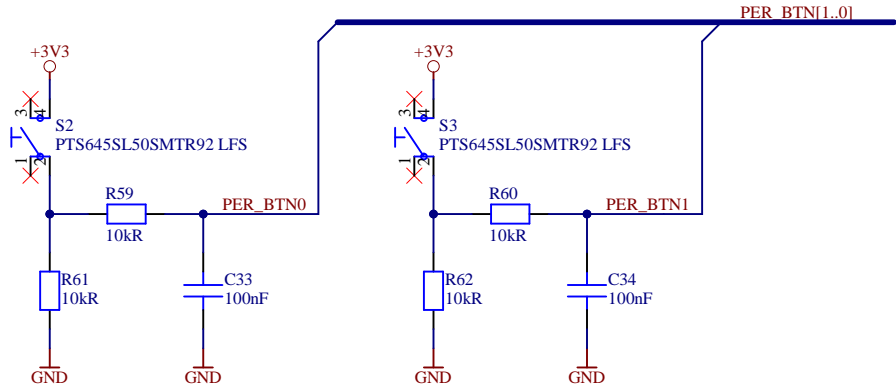 PER_BTN[1..0]
+3V3
+3V3
3
4
S2
PTS645SL50SMTR92 LFS
1
2
3
4
S3
PTS645SL50SMTR92 LFS
1
2
R59
10kR
PER_BTN0
R60
10kR
PER_BTN1
R61
10kR
C33
100nF
R62
10kR
C34
100nF
GND
GND
GND
GND